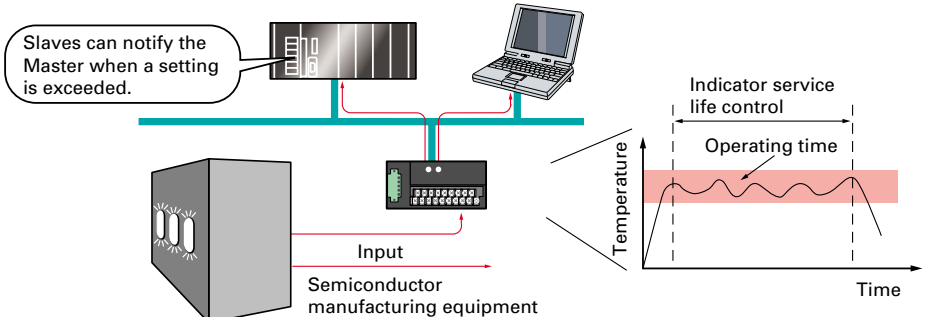 Slaves can notify the
Master when a setting
is exceeded.
Indicator service
life control
Operating time
Temperature
Time
Input
Semiconductor
manufacturing equipment